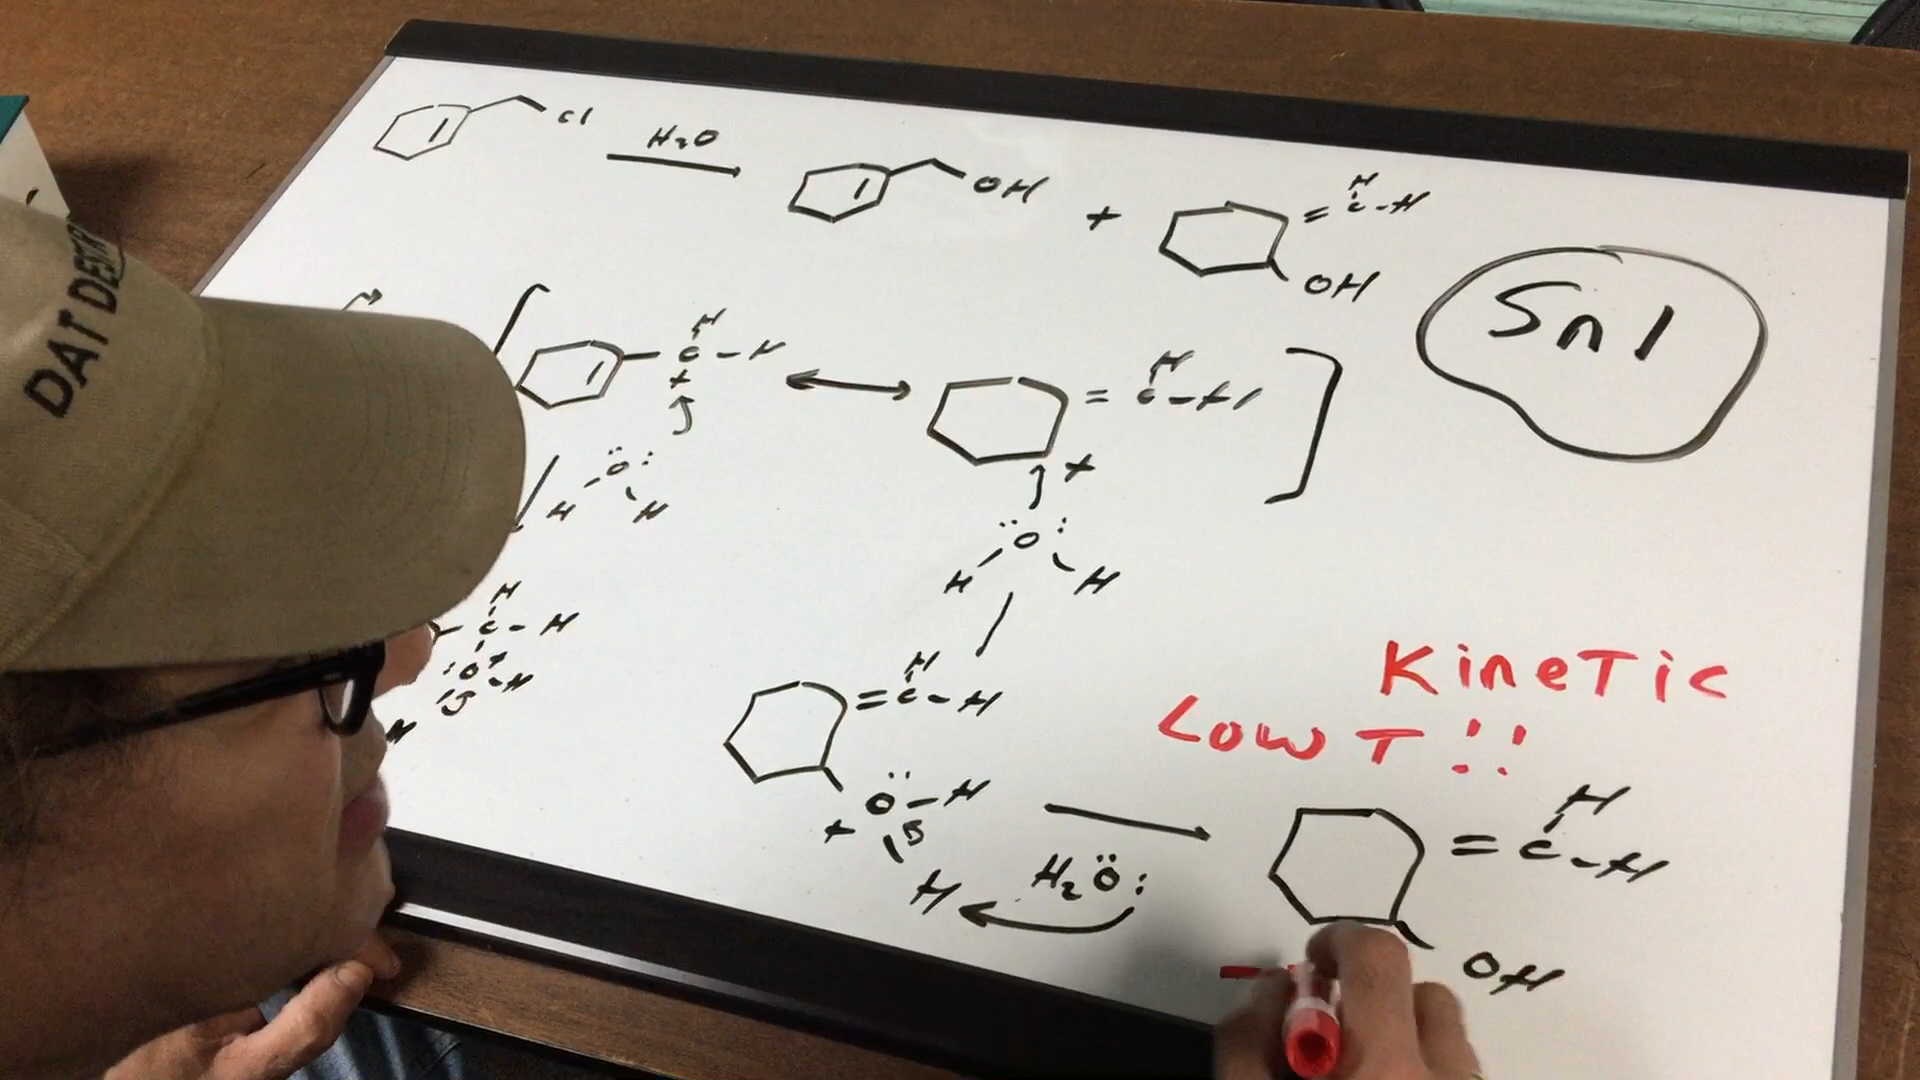 Cl
H₂O
OH
+
H
= C-H
OH
Sn1
H
C-H
+
H
= C-H
+
Ö:
H H
Ö:
H H
H
C-H
:O+
-H
H
H
=C-H
Ö-H
+
H
H₂Ö:
Kinetic
Low T!!
H
= C-H
OH
DAT DESTR